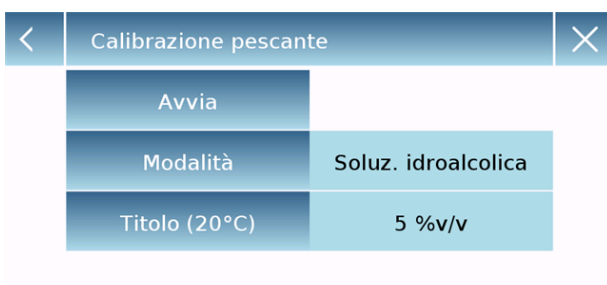 Calibrazione pescante
Avvia
Modalità Soluz. idroalcolica
Titolo (20°C) 5 %v/v